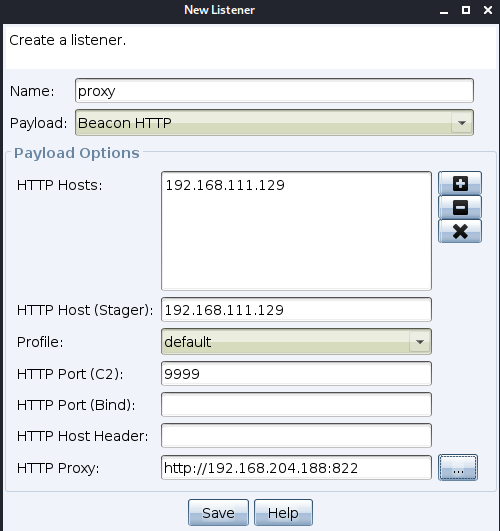 New Listener
Create a listener.
Name: proxy
Payload: Beacon HTTP
Payload Options
HTTP Hosts: 192.168.111.129
HTTP Host (Stager): 192.168.111.129
Profile: default
HTTP Port (C2): 9999
HTTP Port (Bind):
HTTP Host Header:
HTTP Proxy: http://192.168.204.188:822 ...
Save Help